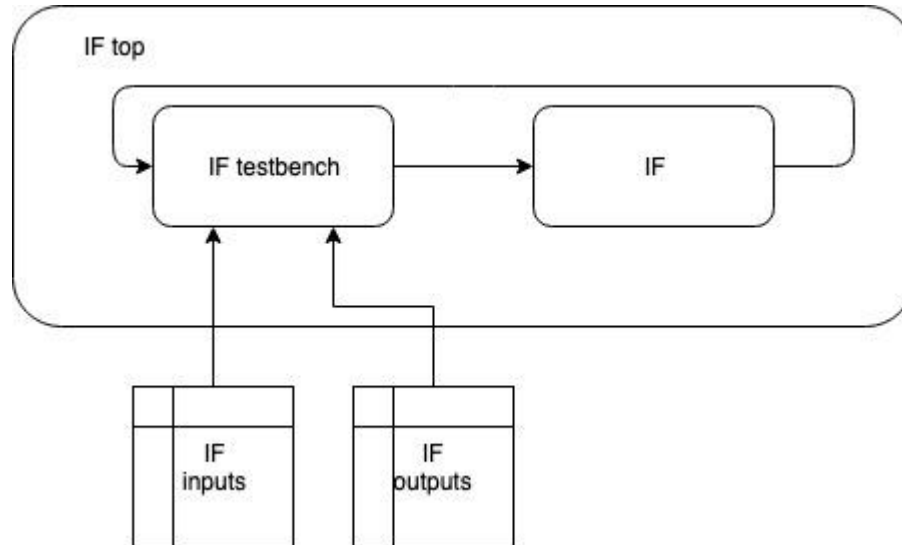 IF top
IF testbench
IF
IF
inputs
IF
outputs